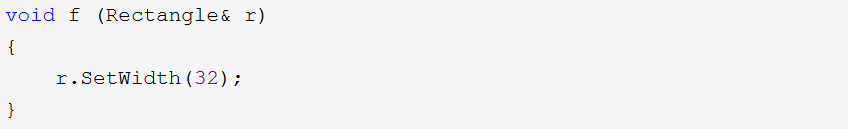 void f (Rectangle& r)
{
    r.SetWidth(32);
}